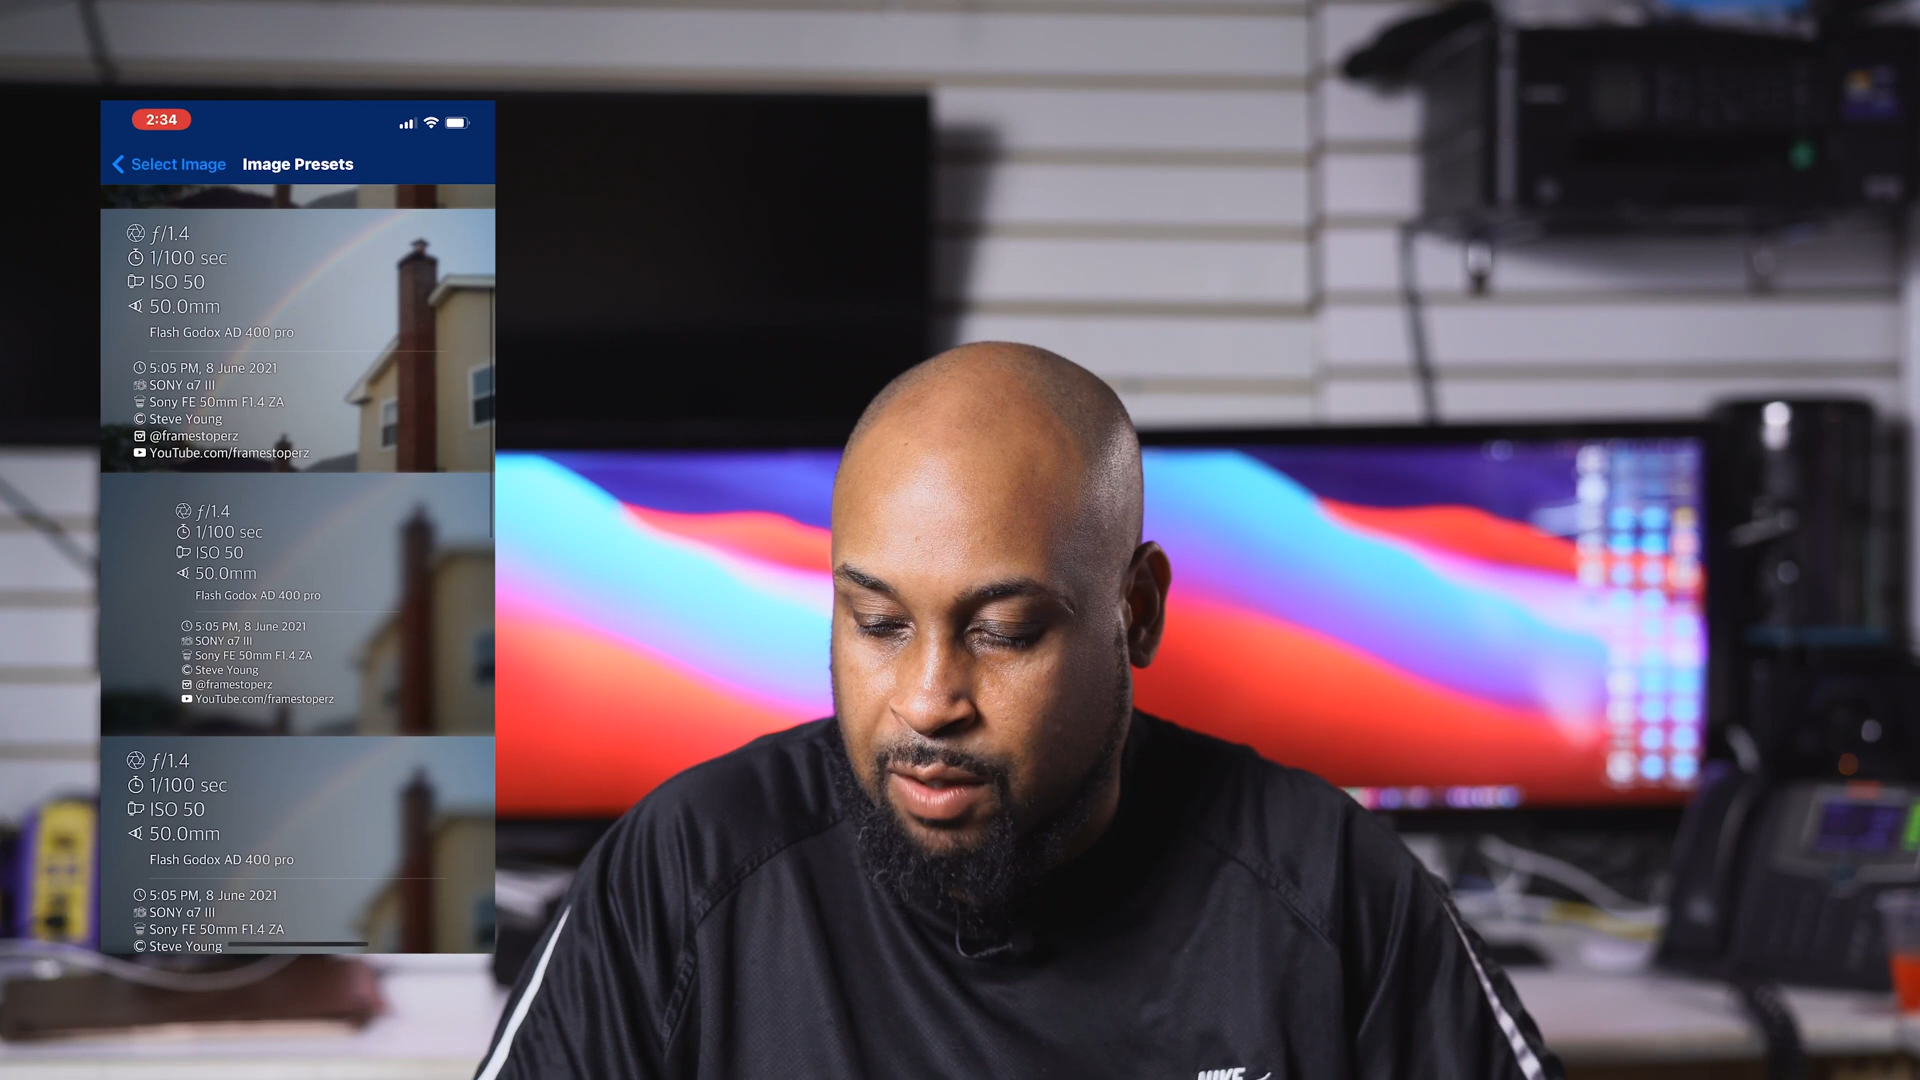 2:34
Select Image Image Presets
ƒ/1.4
1/100 sec
ISO 50
50.0mm
Flash Godox AD 400 pro
5:05 PM, 8 June 2021
SONY α7 III
Sony FE 50mm F1.4 ZA
© Steve Young
@framestoperz
YouTube.com/framestoperz
ƒ/1.4
1/100 sec
ISO 50
50.0mm
Flash Godox AD 400 pro
5:05 PM, 8 June 2021
SONY α7 III
Sony FE 50mm F1.4 ZA
© Steve Young
@framestoperz
YouTube.com/framestoperz
ƒ/1.4
1/100 sec
ISO 50
50.0mm
Flash Godox AD 400 pro
5:05 PM, 8 June 2021
SONY α7 III
Sony FE 50mm F1.4 ZA
© Steve Young
NIKE